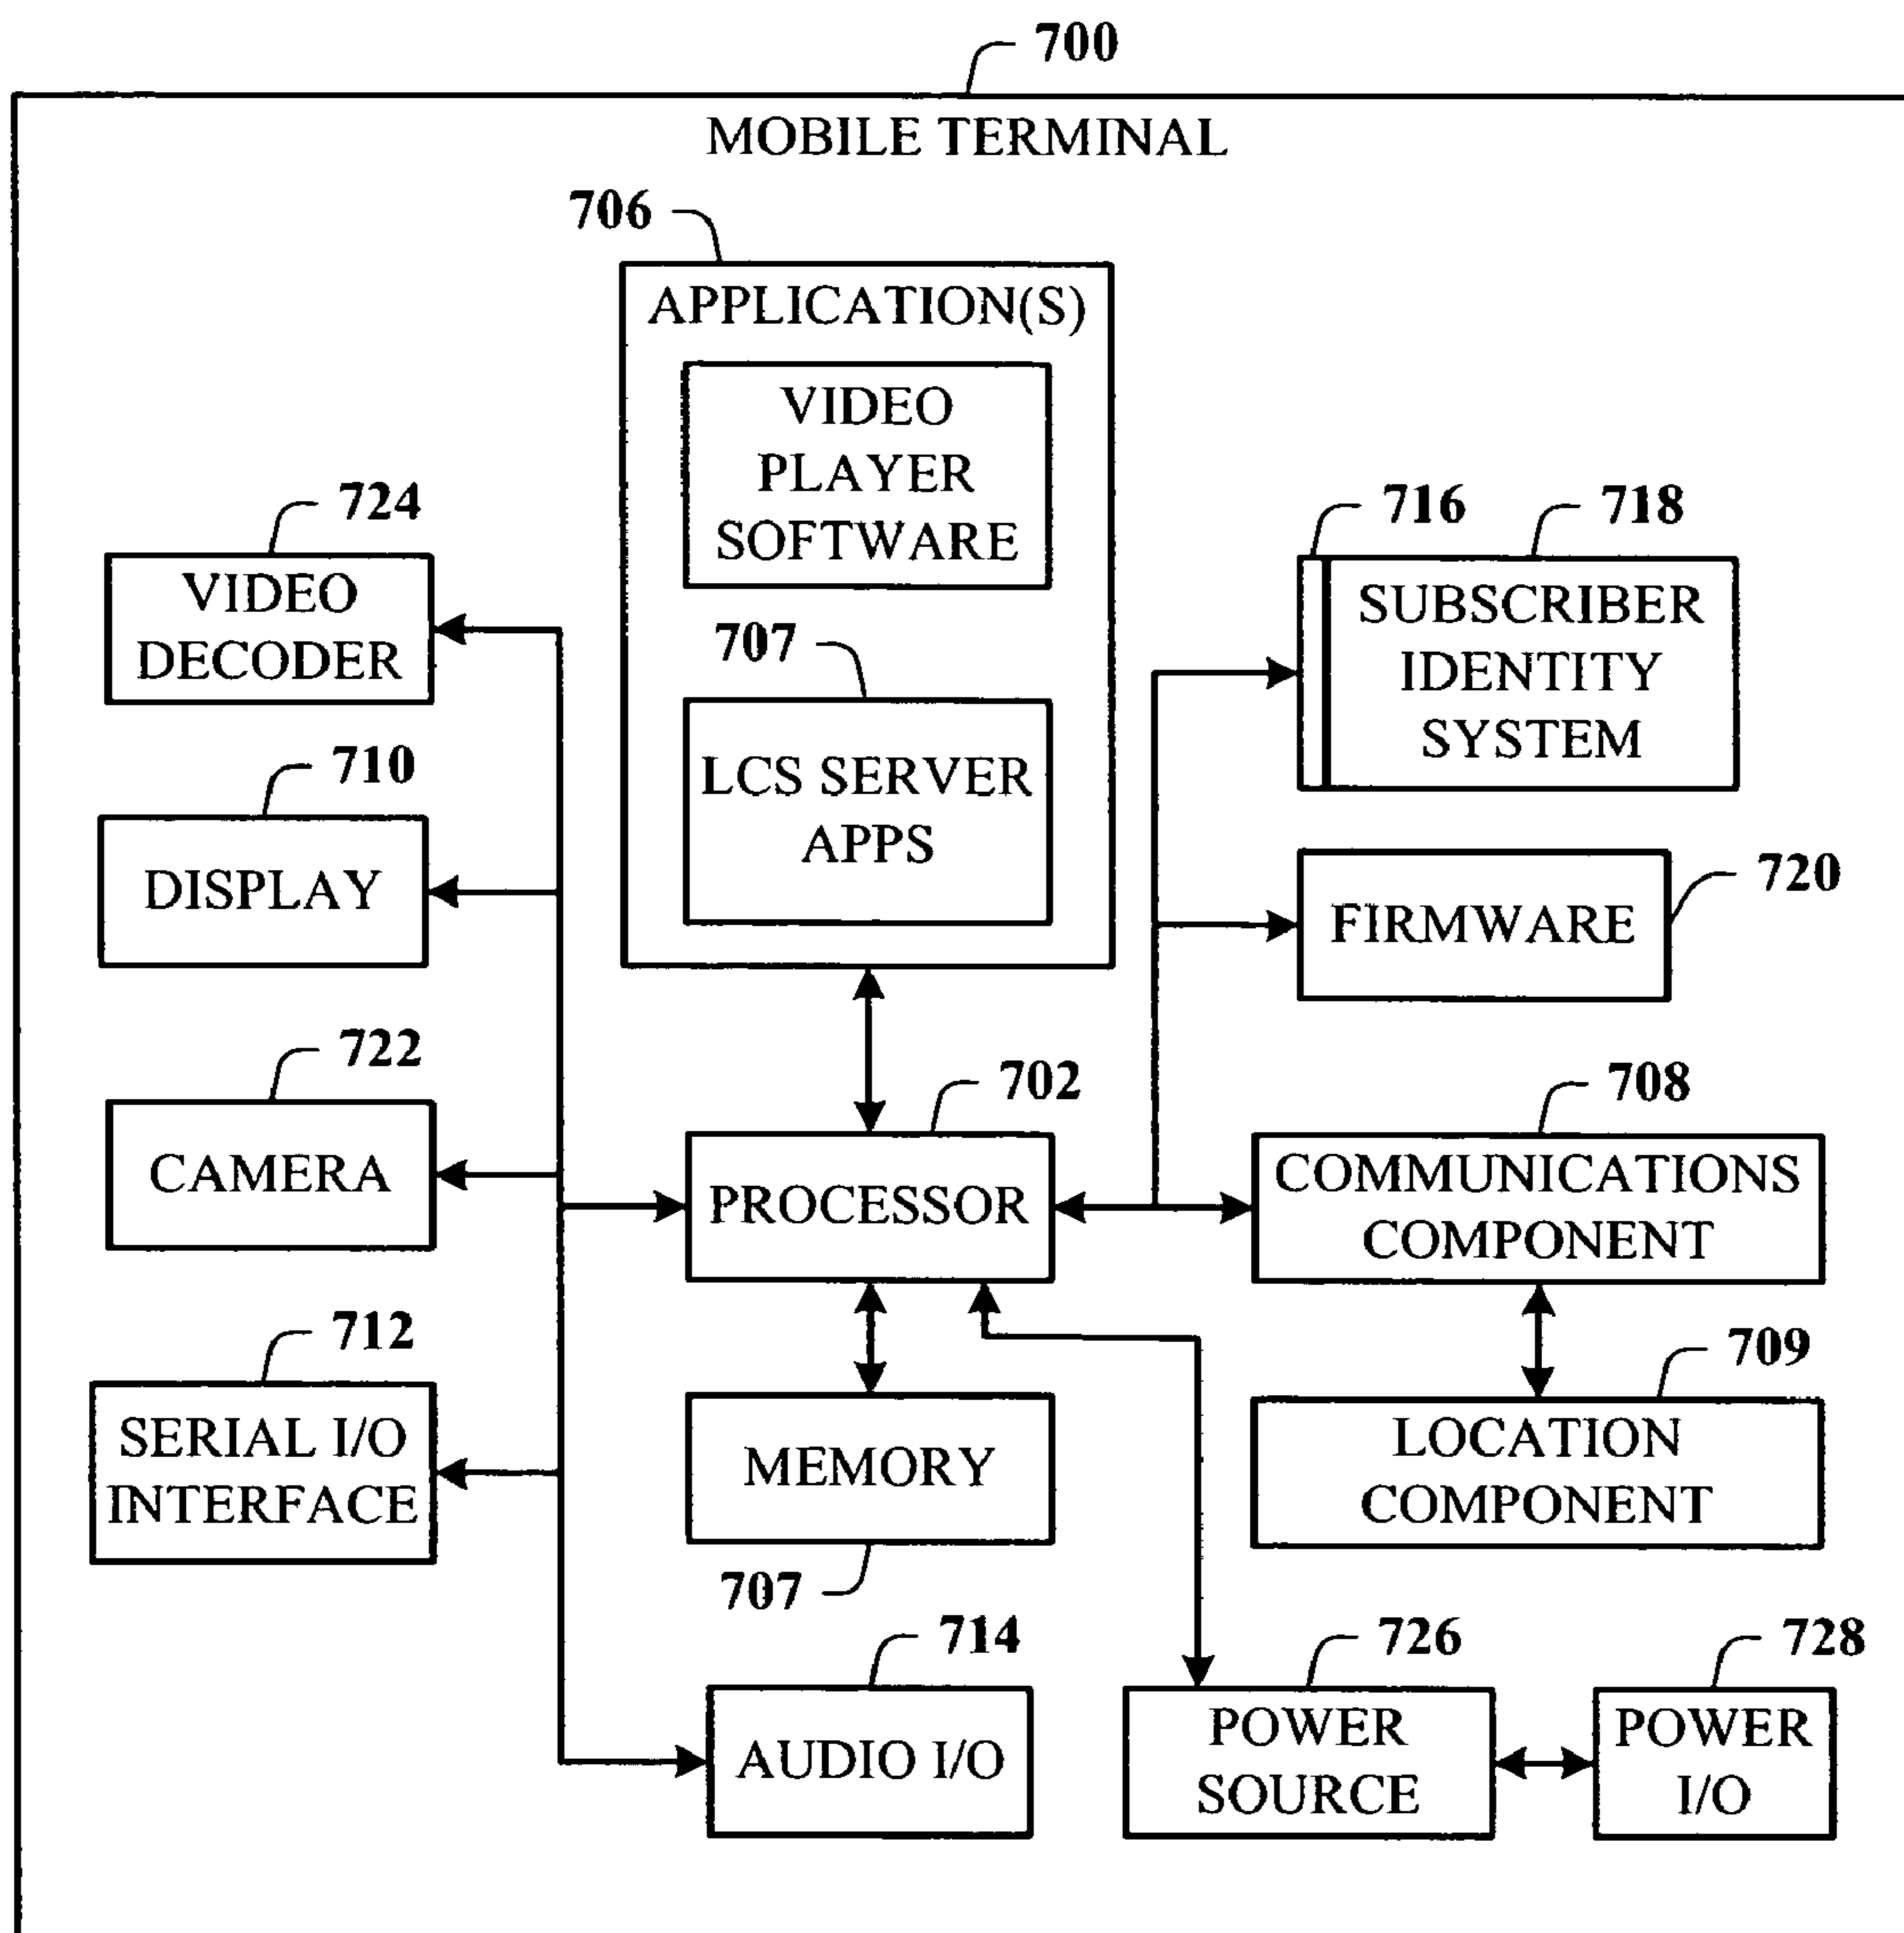 700
MOBILE TERMINAL
706
APPLICATION(S)
VIDEO
PLAYER
SOFTWARE
707
LCS SERVER
APPS
724
VIDEO
DECODER
710
DISPLAY
722
CAMERA
712
SERIAL I/O
INTERFACE
716
718
SUBSCRIBER
IDENTITY
SYSTEM
720
FIRMWARE
702
PROCESSOR
708
COMMUNICATIONS
COMPONENT
709
LOCATION
COMPONENT
MEMORY
707
714
AUDIO I/O
726
POWER
SOURCE
728
POWER
I/O